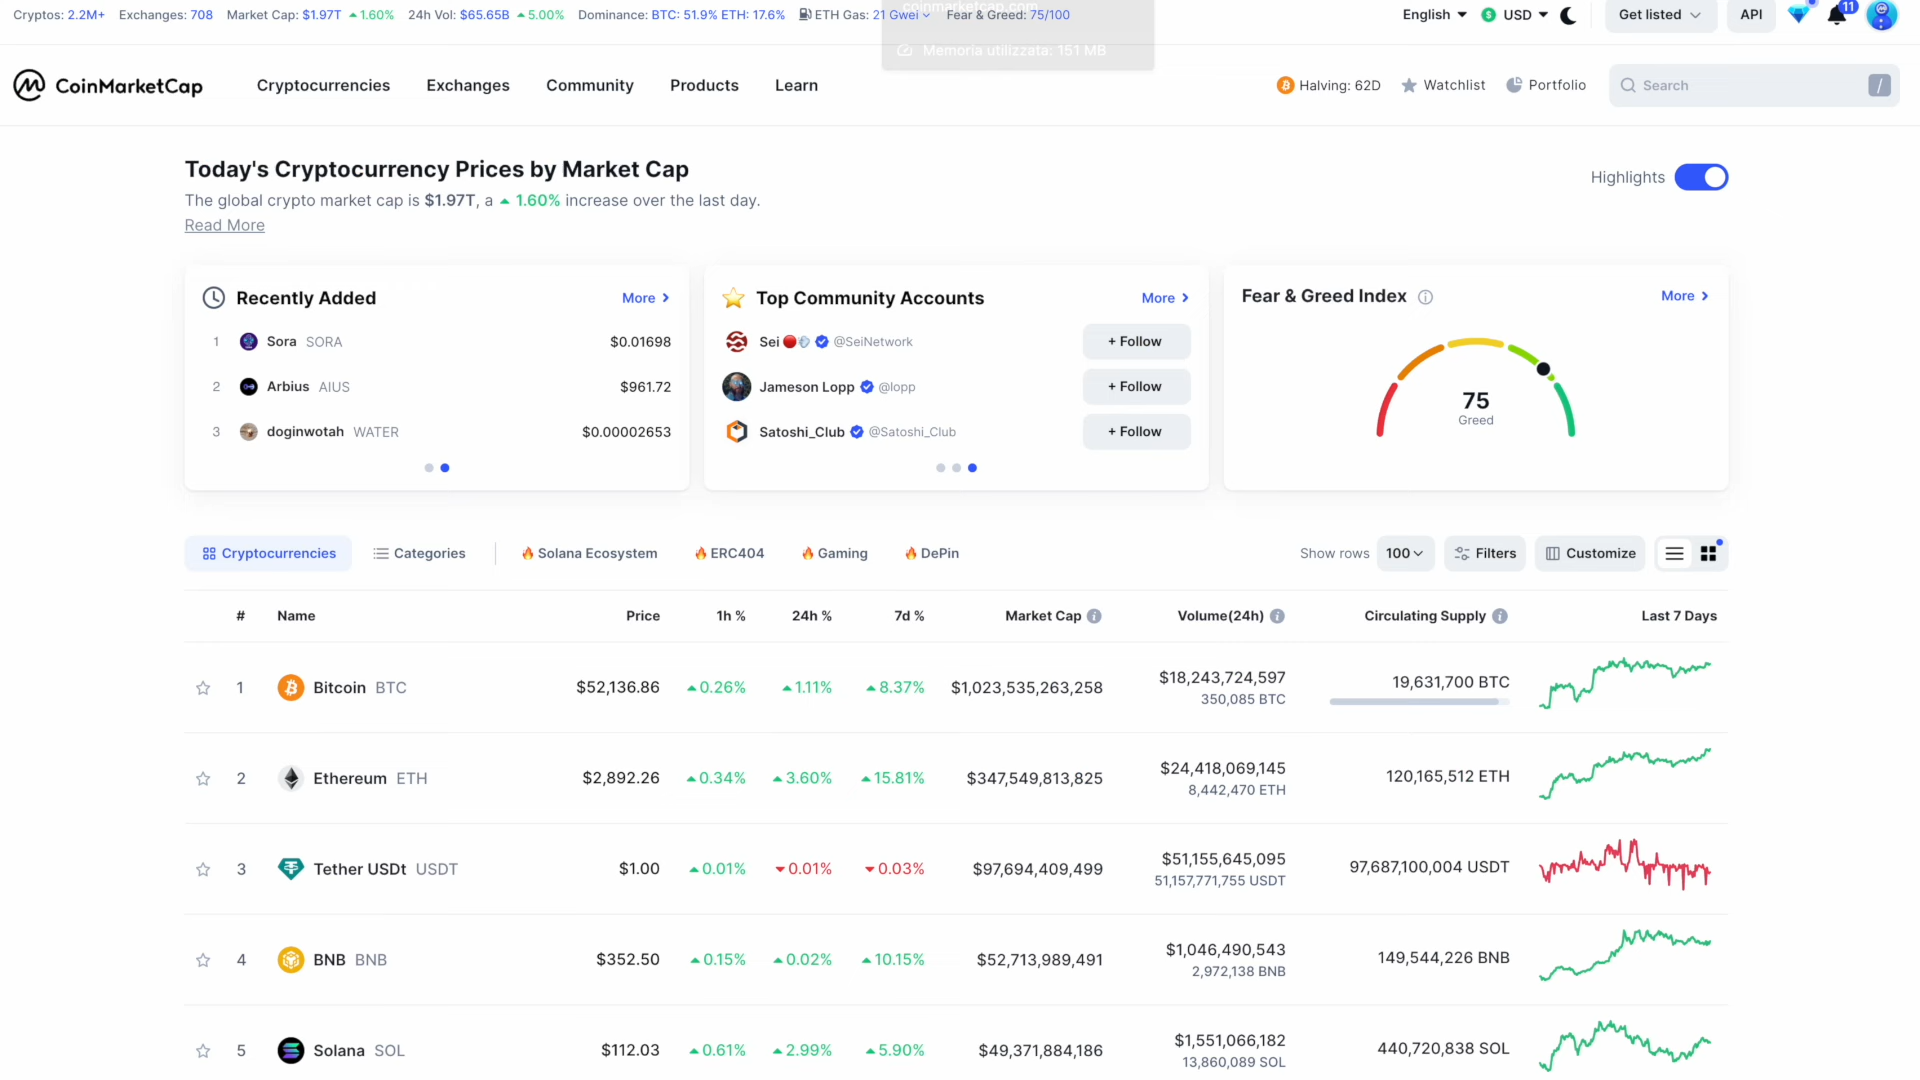 Cryptos: 2.2M+ Exchanges: 708 Market Cap: $1.97T 1.60% 24h Vol: $65.65B 5.00% Dominance: BTC: 51.9% ETH: 17.6% ETH Gas: 21 Gwei Fear & Greed: 75/100 English USD Get listed API 11
coinmarketcap.com
Memoria utilizzata: 151 MB
CoinMarketCap Cryptocurrencies Exchanges Community Products Learn Halving: 62D Watchlist Portfolio Search /
Today's Cryptocurrency Prices by Market Cap
Highlights
The global crypto market cap is $1.97T, a 1.60% increase over the last day.
Read More
Recently Added More
1 Sora SORA $0.01698
2 Arbius AIUS $961.72
3 doginwotah WATER $0.00002653
Top Community Accounts More
Sei @SeiNetwork + Follow
Jameson Lopp @lopp + Follow
Satoshi_Club @Satoshi_Club + Follow
Fear & Greed Index More
75
Greed
Cryptocurrencies Categories Solana Ecosystem ERC404 Gaming DePin Show rows 100 Filters Customize
# Name Price 1h % 24h % 7d % Market Cap Volume(24h) Circulating Supply Last 7 Days
1 Bitcoin BTC $52,136.86 0.26% 1.11% 8.37% $1,023,535,263,258 $18,243,724,597 19,631,700 BTC
350,085 BTC
2 Ethereum ETH $2,892.26 0.34% 3.60% 15.81% $347,549,813,825 $24,418,069,145 120,165,512 ETH
8,442,470 ETH
3 Tether USDt USDT $1.00 0.01% 0.01% 0.03% $97,694,409,499 $51,155,645,095 97,687,100,004 USDT
51,157,771,755 USDT
4 BNB BNB $352.50 0.15% 0.02% 10.15% $52,713,989,491 $1,046,490,543 149,544,226 BNB
2,972,138 BNB
5 Solana SOL $112.03 0.61% 2.99% 5.90% $49,371,884,186 $1,551,066,182 440,720,838 SOL
13,860,089 SOL